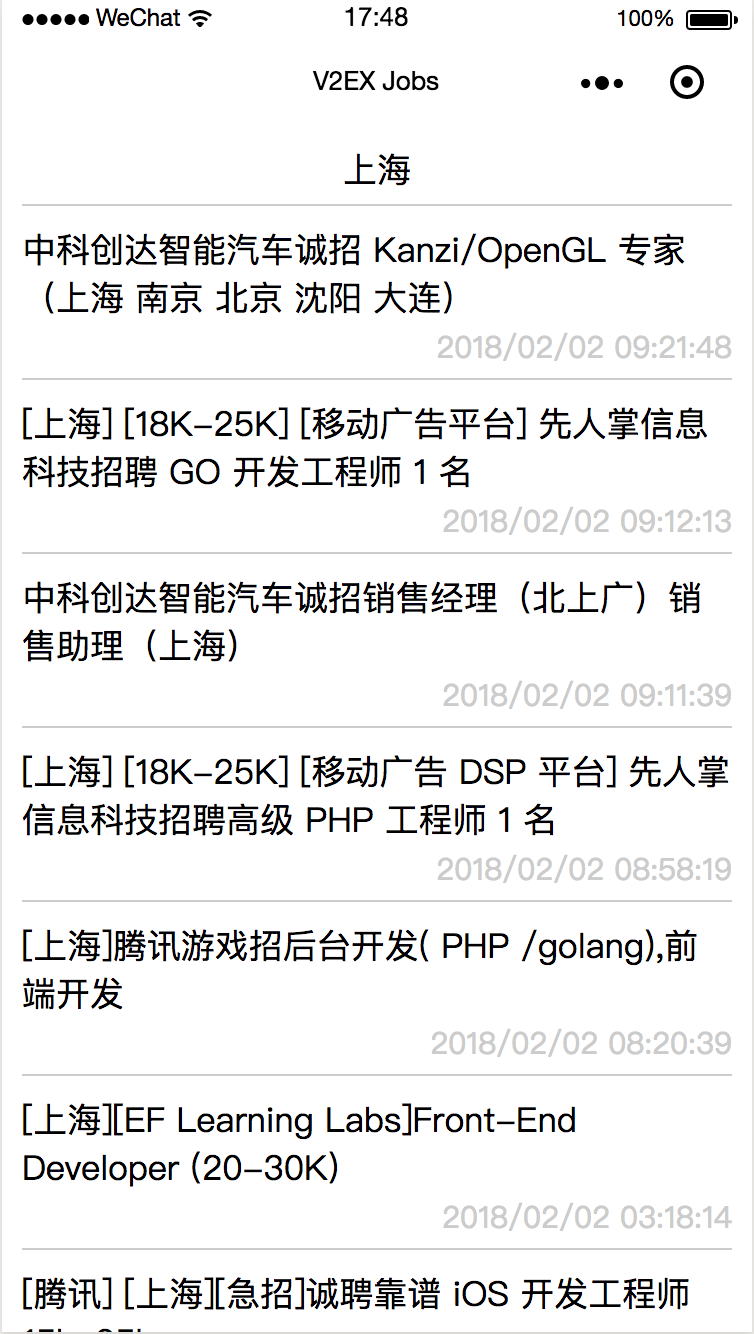 WeChat 17:48 100%
V2EX Jobs
上海
中科创达智能汽车诚招 Kanzi/OpenGL 专家
（上海 南京 北京 沈阳 大连）
2018/02/02 09:21:48
[上海] [18K-25K] [移动广告平台] 先人掌信息
科技招聘 GO 开发工程师 1 名
2018/02/02 09:12:13
中科创达智能汽车诚招销售经理（北上广）销
售助理（上海）
2018/02/02 09:11:39
[上海] [18K-25K] [移动广告 DSP 平台] 先人掌
信息科技招聘高级 PHP 工程师 1 名
2018/02/02 08:58:19
[上海]腾讯游戏招后台开发( PHP /golang),前
端开发
2018/02/02 08:20:39
[上海][EF Learning Labs]Front-End
Developer (20-30K)
2018/02/02 03:18:14
[腾讯] [上海][急招]诚聘靠谱 iOS 开发工程师